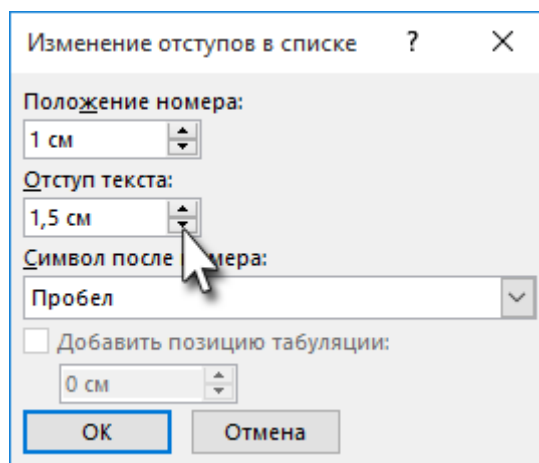 Изменение отступов в списке ?
Положение номера:
1 см
Отступ текста:
1,5 см
Символ после номера:
Пробел
Добавить позицию табуляции:
0 см
ОК Отмена